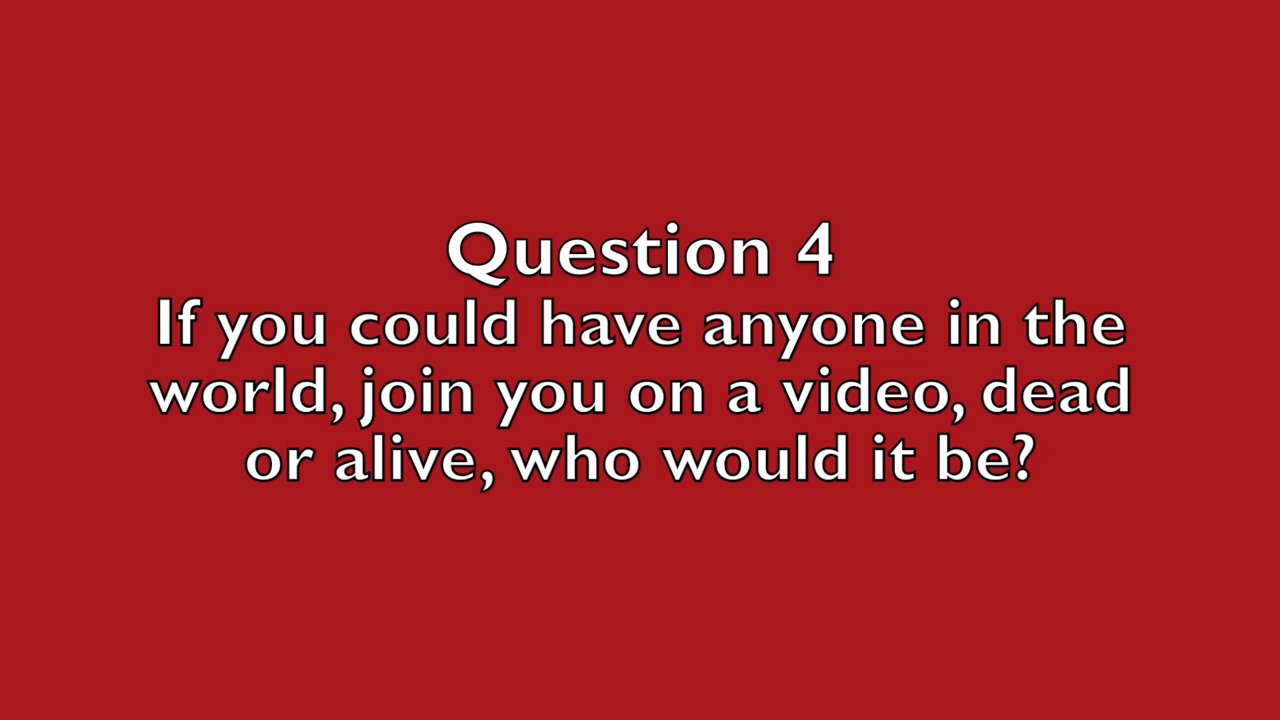 Question 4
If you could have anyone in the
world, join you on a video, dead
or alive, who would it be?